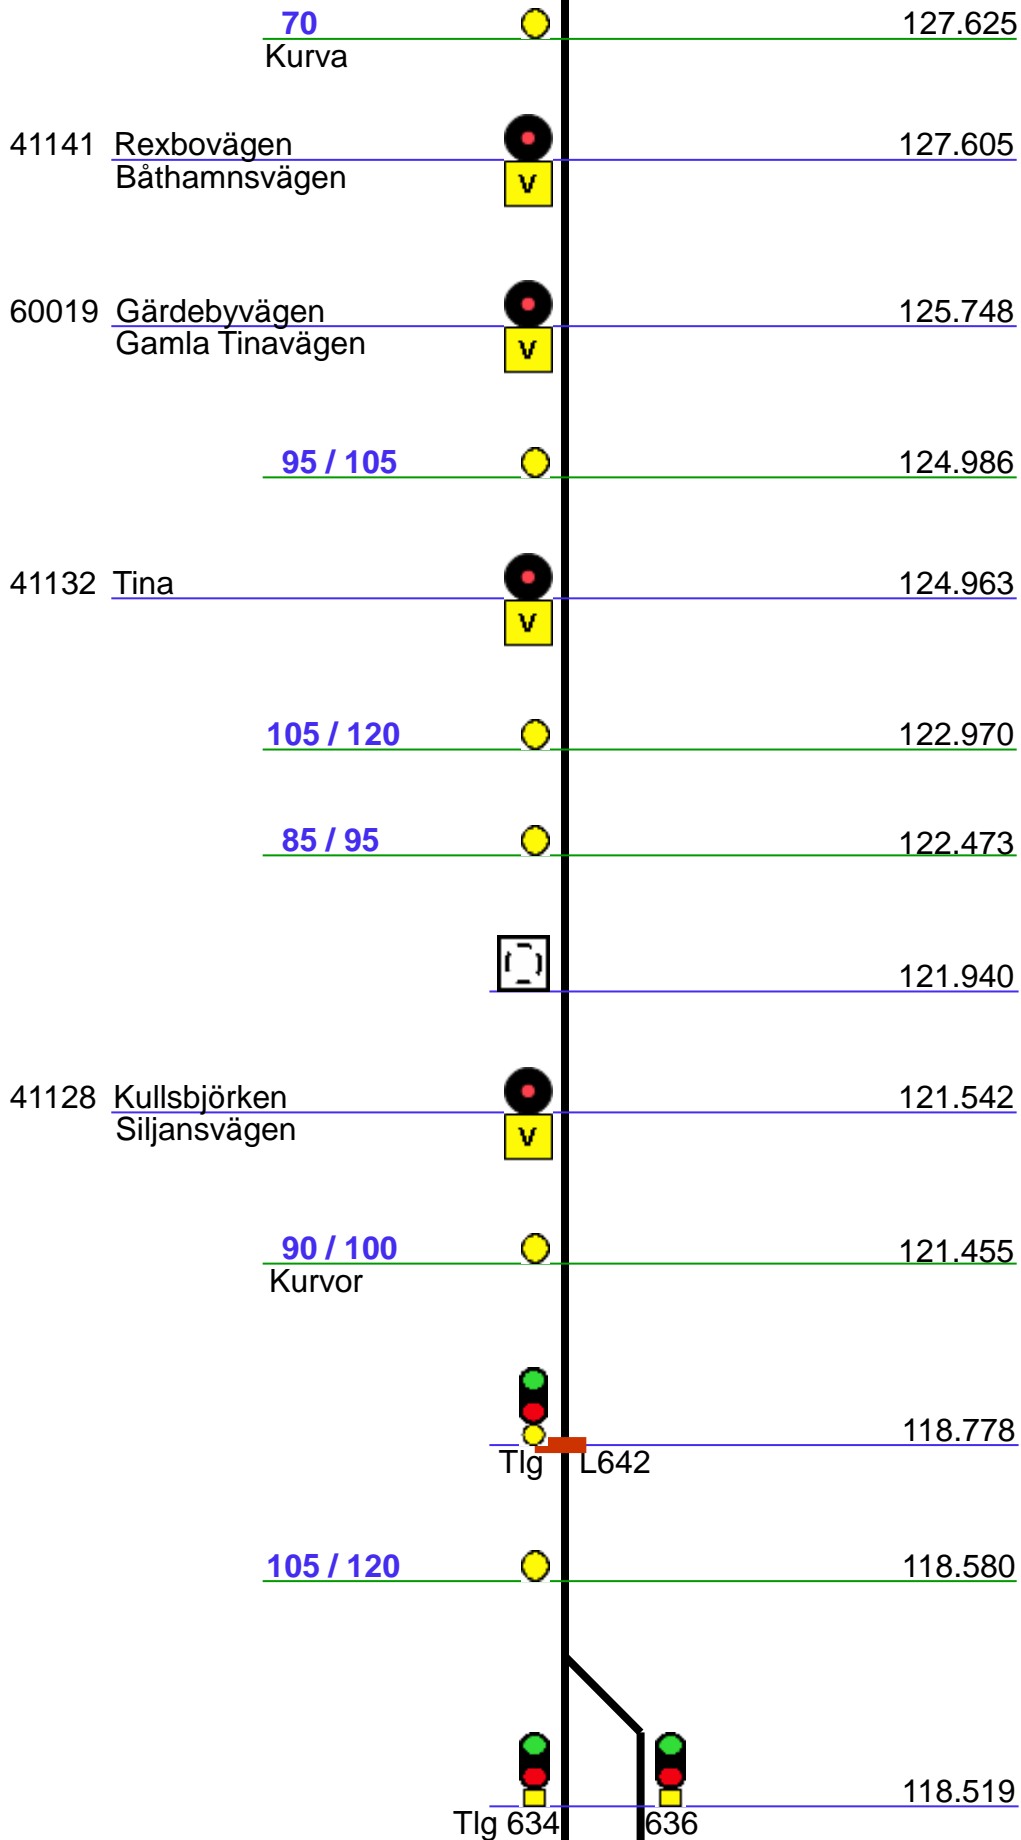 70 127.625
Kurva
41141 Rexbovägen 127.605
Båthamnsvägen
V
60019 Gärdebyvägen 125.748
Gamla Tinavägen
V
95 / 105 124.986
41132 Tina 124.963
V
105 / 120 122.970
85 / 95 122.473
121.940
41128 Kullsbjörken 121.542
Siljansvägen
V
90 / 100 121.455
Kurvor
118.778
Tlg L642
105 / 120 118.580
118.519
Tlg 634 636